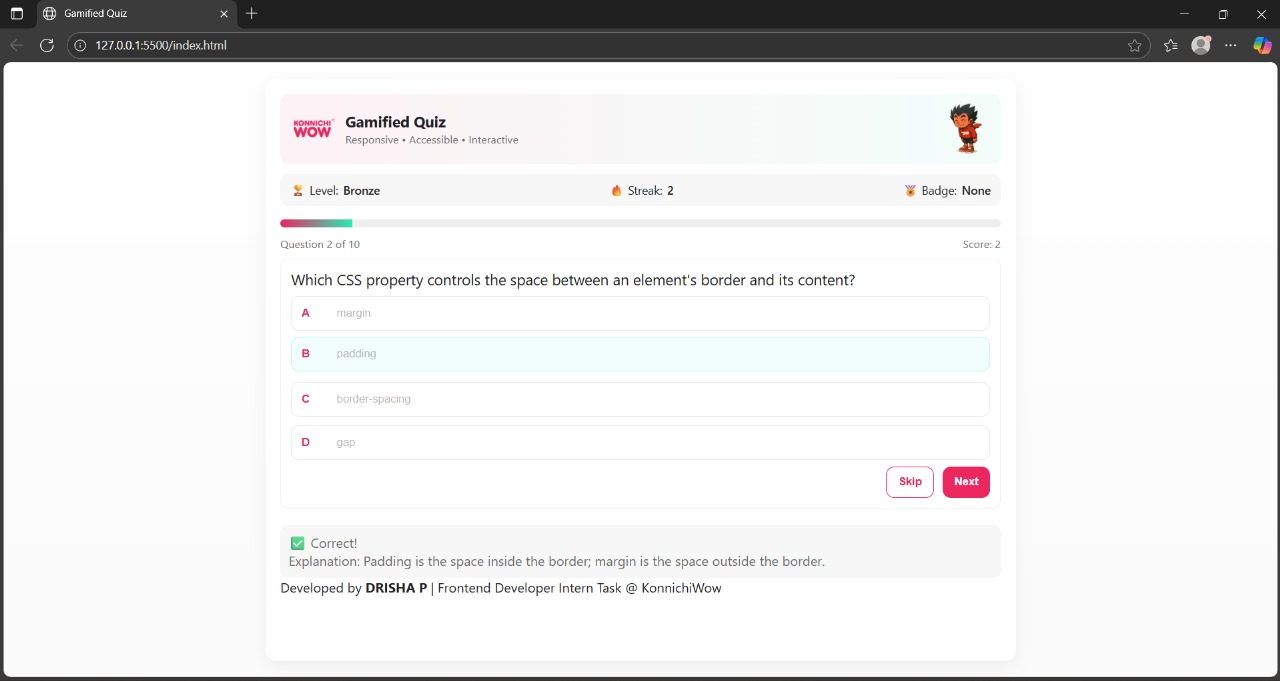 Gamified Quiz
127.0.0.1:5500/index.html
KONNICHI
WOW
Gamified Quiz
Responsive • Accessible • Interactive
🏆 Level: Bronze
🔥 Streak: 2
🏅 Badge: None
Question 2 of 10
Score: 2
Which CSS property controls the space between an element's border and its content?
A margin
B padding
C border-spacing
D gap
Skip
Next
✅ Correct!
Explanation: Padding is the space inside the border; margin is the space outside the border.
Developed by DRISHA P | Frontend Developer Intern Task @ KonnichiWow